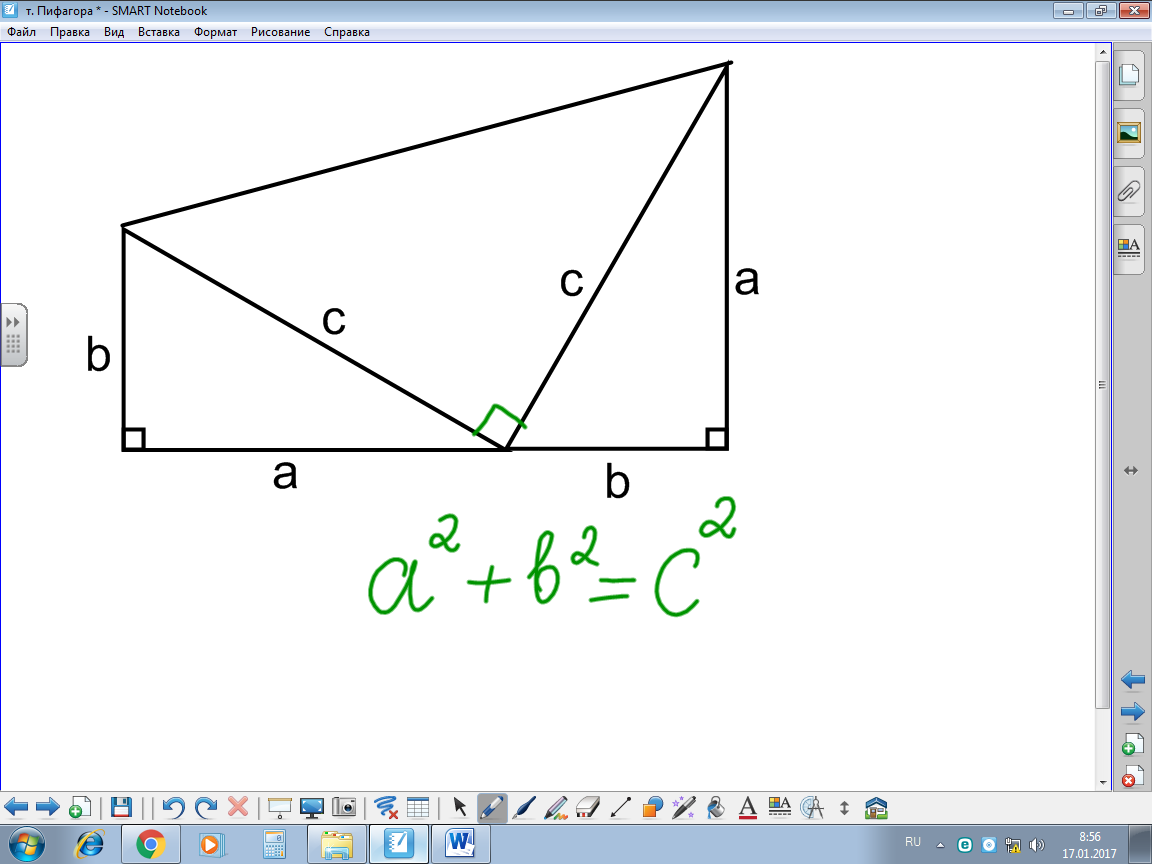 т. Пифагора * - SMART Notebook
Файл Правка Вид Вставка Формат Рисование Справка
c
c
a
b
a
b
a² + b² = c²
RU
8:56
17.01.2017